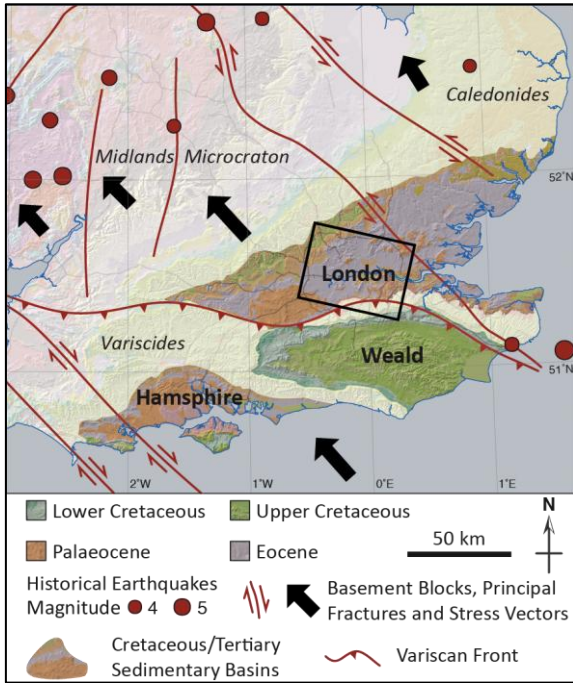 Caledonides
Midlands Microcraton
52°N
London
Variscides
Weald
51°N
Hamsphire
2°W 1°W 0°E 1°E
Lower Cretaceous Upper Cretaceous
Palaeocene Eocene
50 km
N
Historical Earthquakes
Magnitude 4 5
Basement Blocks, Principal
Fractures and Stress Vectors
Cretaceous/Tertiary
Sedimentary Basins
Variscan Front